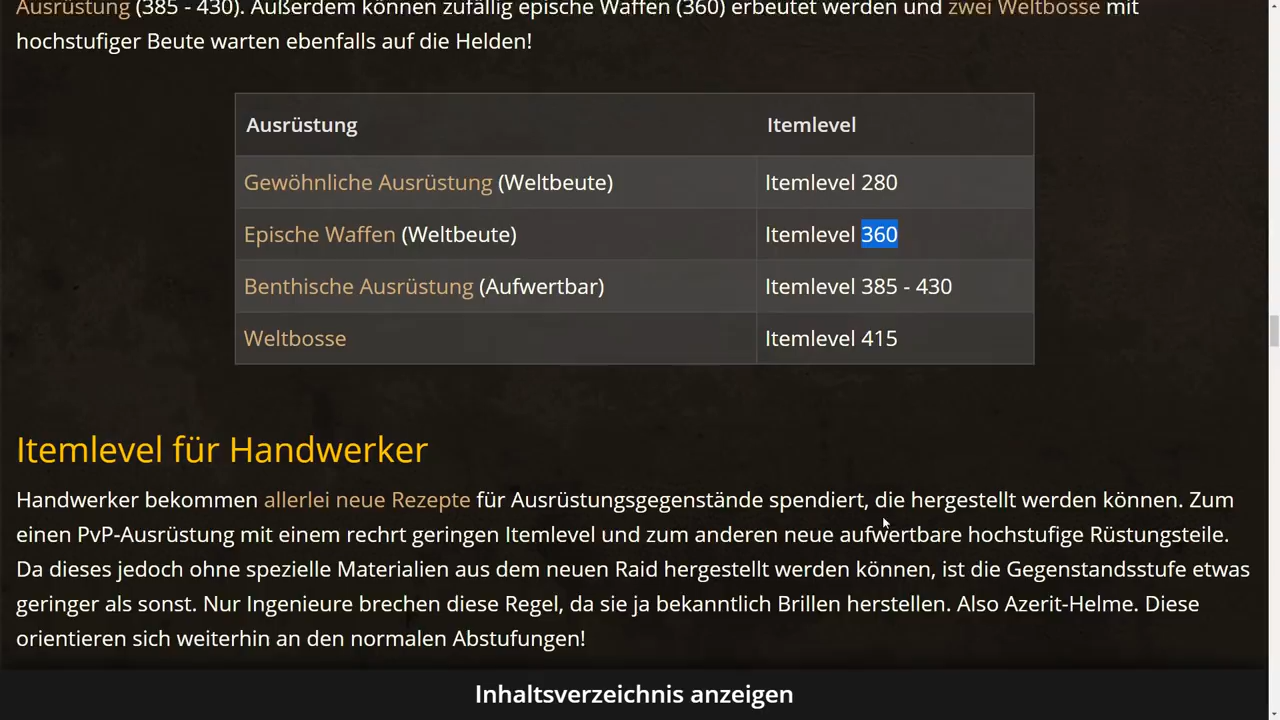 Ausrüstung (385 - 430). Außerdem können zufällig epische Waffen (360) erbeutet werden und zwei Weltbosse mit
hochstufiger Beute warten ebenfalls auf die Helden!
Ausrüstung Itemlevel
Gewöhnliche Ausrüstung (Weltbeute) Itemlevel 280
Epische Waffen (Weltbeute) Itemlevel 360
Benthische Ausrüstung (Aufwertbar) Itemlevel 385 - 430
Weltbosse Itemlevel 415
Itemlevel für Handwerker
Handwerker bekommen allerlei neue Rezepte für Ausrüstungsgegenstände spendiert, die hergestellt werden können. Zum
einen PvP-Ausrüstung mit einem rechrt geringen Itemlevel und zum anderen neue aufwertbare hochstufige Rüstungsteile.
Da dieses jedoch ohne spezielle Materialien aus dem neuen Raid hergestellt werden können, ist die Gegenstandsstufe etwas
geringer als sonst. Nur Ingenieure brechen diese Regel, da sie ja bekanntlich Brillen herstellen. Also Azerit-Helme. Diese
orientieren sich weiterhin an den normalen Abstufungen!
Inhaltsverzeichnis anzeigen